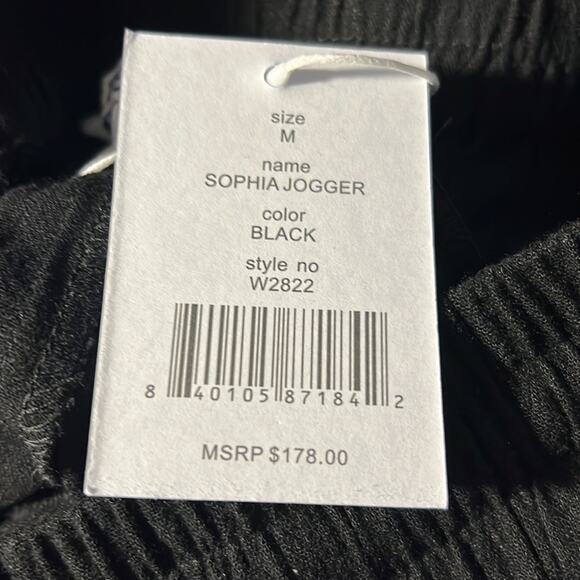 size
M
name
SOPHIA JOGGER
color
BLACK
style no
W2822
8 40105 87184 2
MSRP $178.00